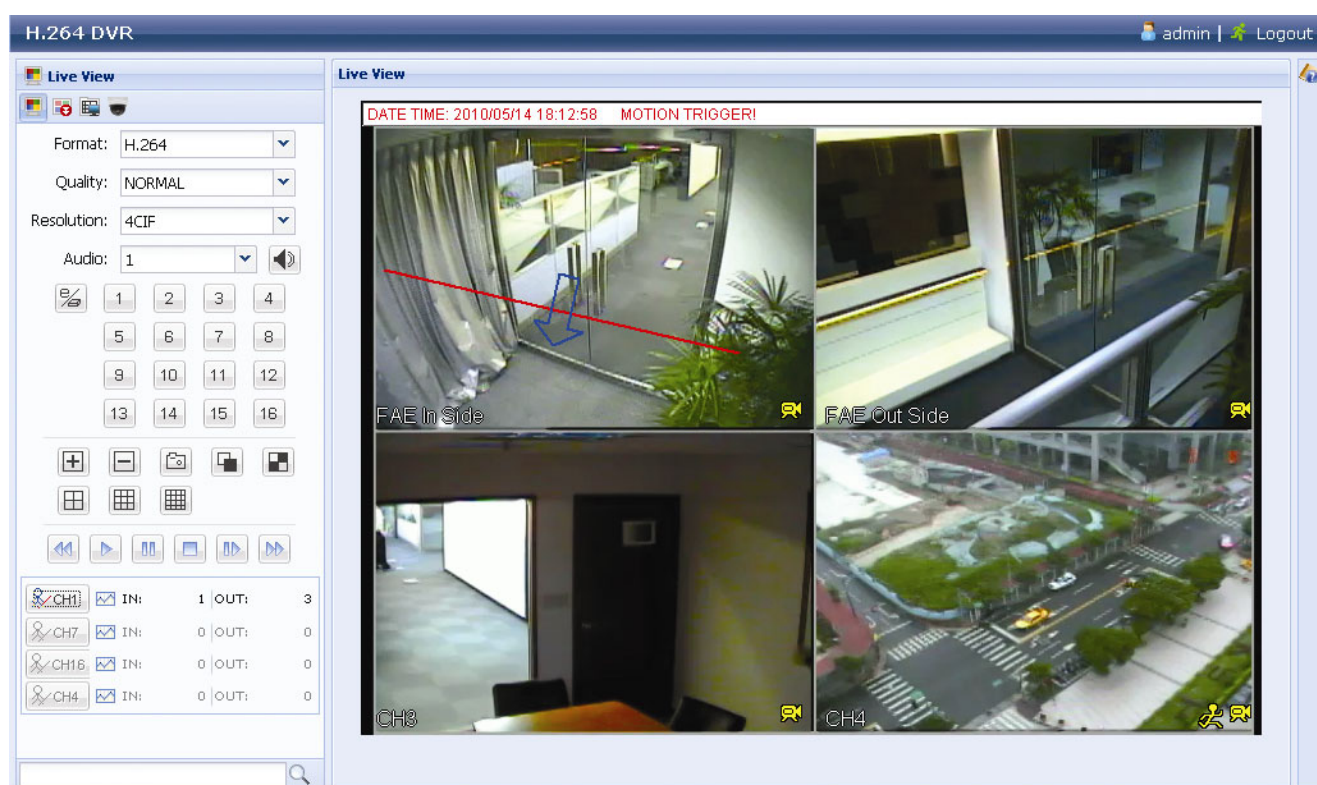 H.264 DVR
admin | Logout
Live View
Live View
DATE TIME: 2010/05/14 18:12:58 MOTION TRIGGER!
Format: H.264
Quality: NORMAL
Resolution: 4CIF
Audio: 1
1 2 3 4
5 6 7 8
9 10 11 12
13 14 15 16
FAE In Side
FAE Out Side
CH3
CH4
CH1 IN: 1 OUT: 3
CH7 IN: 0 OUT: 0
CH16 IN: 0 OUT: 0
CH4 IN: 0 OUT: 0